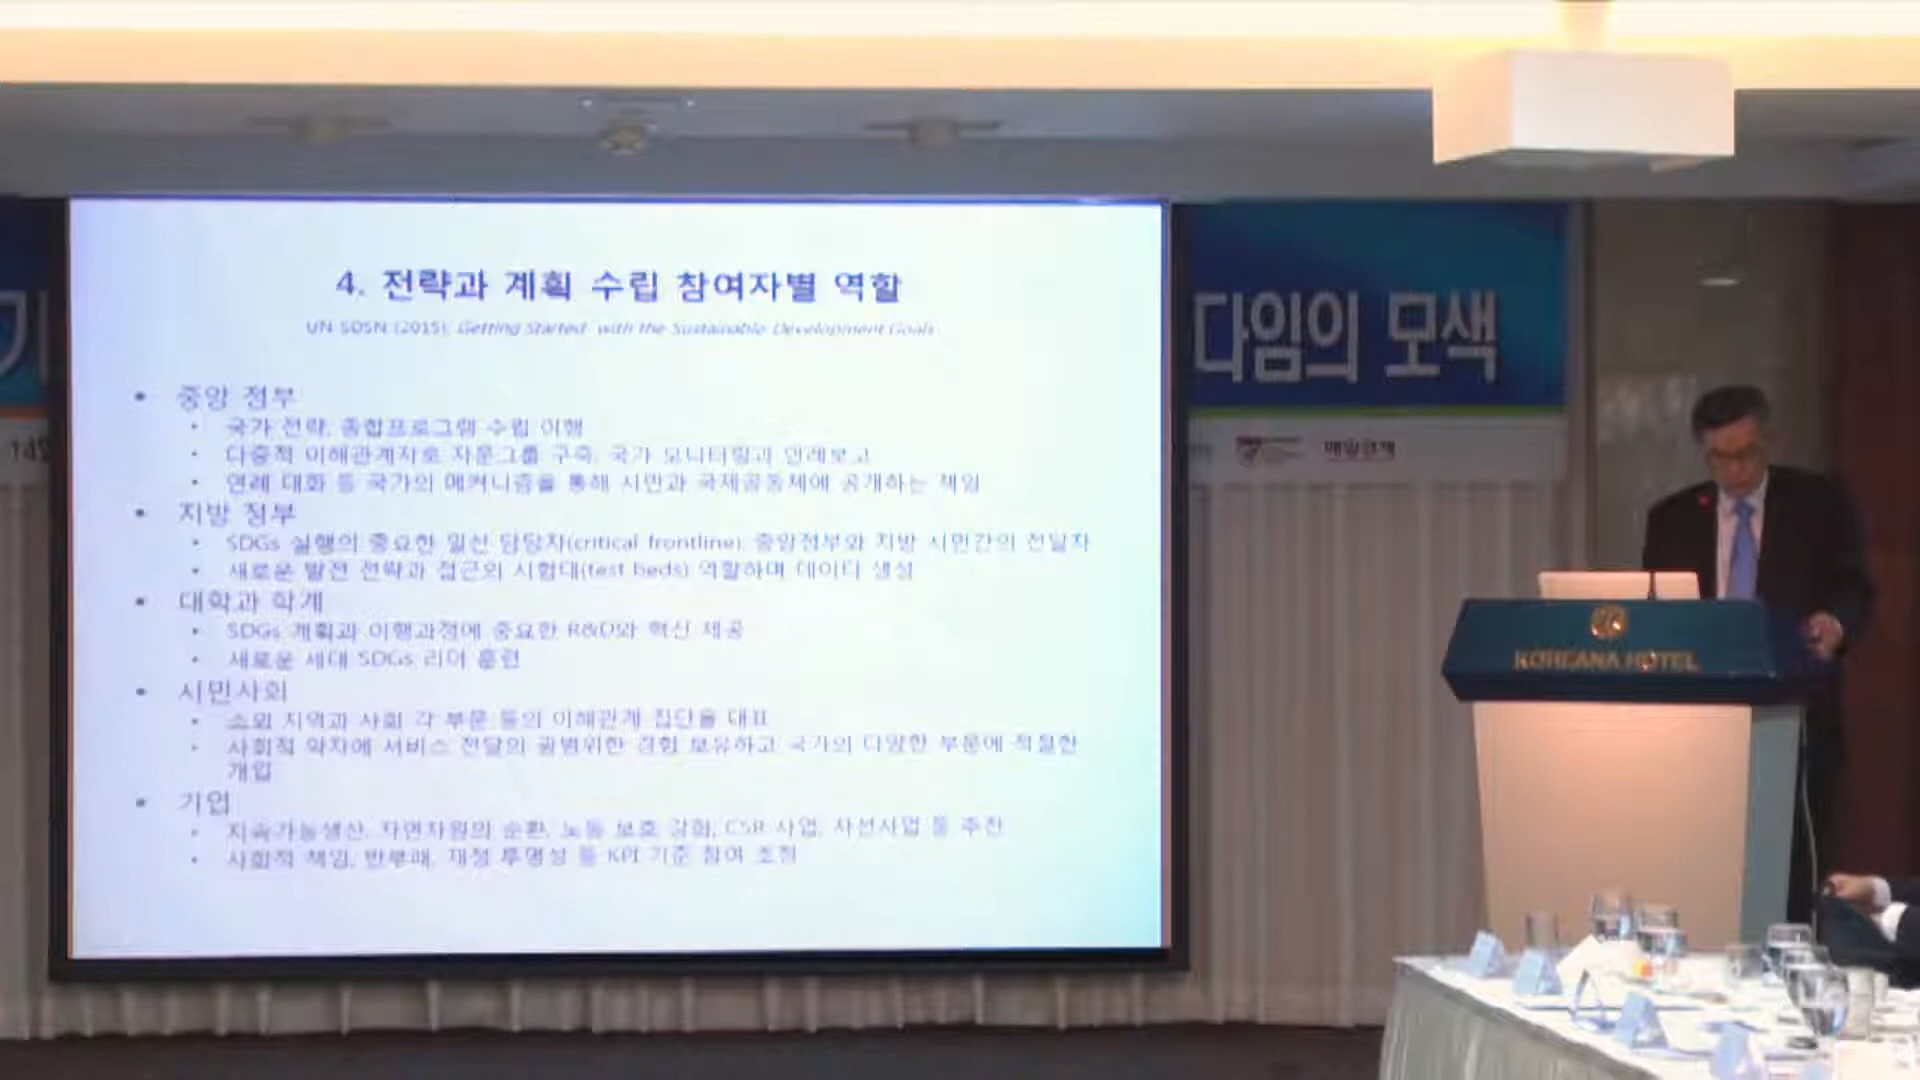 4. 전략과 계획 수립 참여자별 역할
UN SDSN (2015), Getting Started with the Sustainable Development Goals
• 중앙 정부
• 국가 전략, 종합프로그램 수립 이행
• 다층적 이해관계자로 자문그룹 구축, 국가 모니터링과 연례보고
• 연례 대화 등 국가의 메커니즘을 통해 시민과 국제공동체에 공개하는 책임
• 지방 정부
• SDGs 실행의 중요한 일선 담당자(critical frontline): 중앙정부와 지방 시민간의 전달자
• 새로운 발전 전략과 접근의 시험대(test beds) 역할하며 데이터 생성
• 대학과 학계
• SDGs 계획과 이행과정에 중요한 R&D와 혁신 제공
• 새로운 세대 SDGs 리더 훈련
• 시민사회
• 소외 지역과 사회 각 부문 등의 이해관계 집단을 대표
• 사회적 약자에 서비스 전달의 광범위한 경험 보유하고 국가의 다양한 부문에 적절한
개입
• 기업
• 지속가능생산, 자연자원의 순환, 노동 보호 강화, CSR 사업, 자선사업 등 추진
• 사회적 책임, 반부패, 재정 투명성 등 KPI 기준 참여 조정
기
다임의 모색
14일
매일경제
KOREANA HOTEL